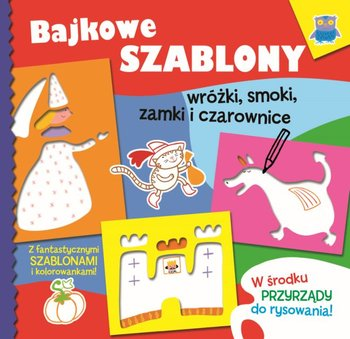 Bajkowe
SZABLONY
wróżki, smoki,
zamki i czarownice
Z fantastycznymi
SZABLONAMI
i kolorowankami!
W środku
PRZYRZĄDY
do rysowania!